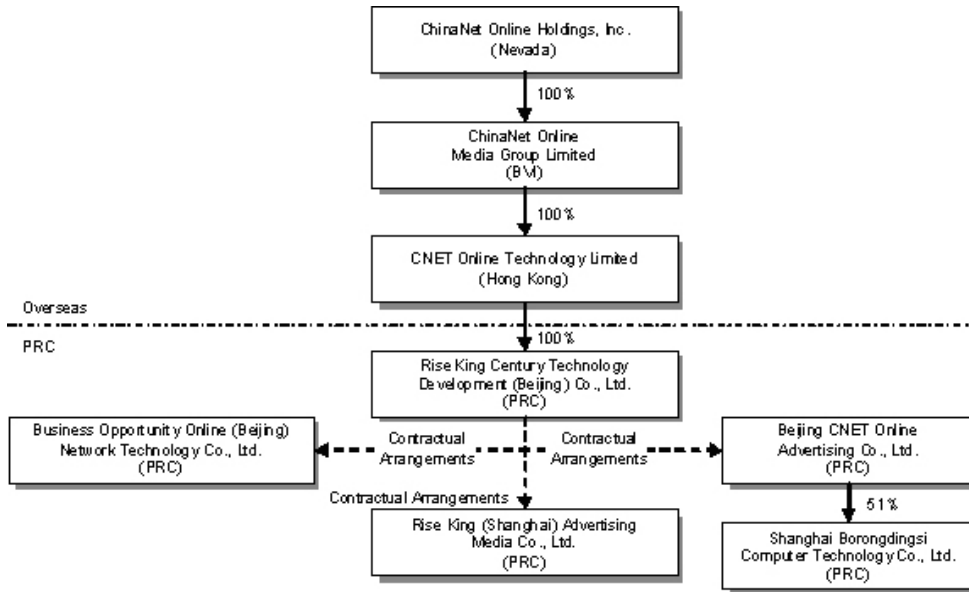 ChinaNet Online Holdings, Inc.
(Nevada)
100%
ChinaNet Online
Media Group Limited
(BVI)
100%
CNET Online Technology Limited
(Hong Kong)
Overseas
PRC
100%
Rise King Century Technology
Development (Beijing) Co., Ltd.
(PRC)
Business Opportunity Online (Beijing)
Network Technology Co., Ltd.
(PRC)
Contractual
Arrangements
Contractual
Arrangements
Beijing CNET Online
Advertising Co., Ltd.
(PRC)
Contractual Arrangements
51%
Rise King (Shanghai) Advertising
Media Co., Ltd.
(PRC)
Shanghai Borongdingsi
Computer Technology Co., Ltd.
(PRC)